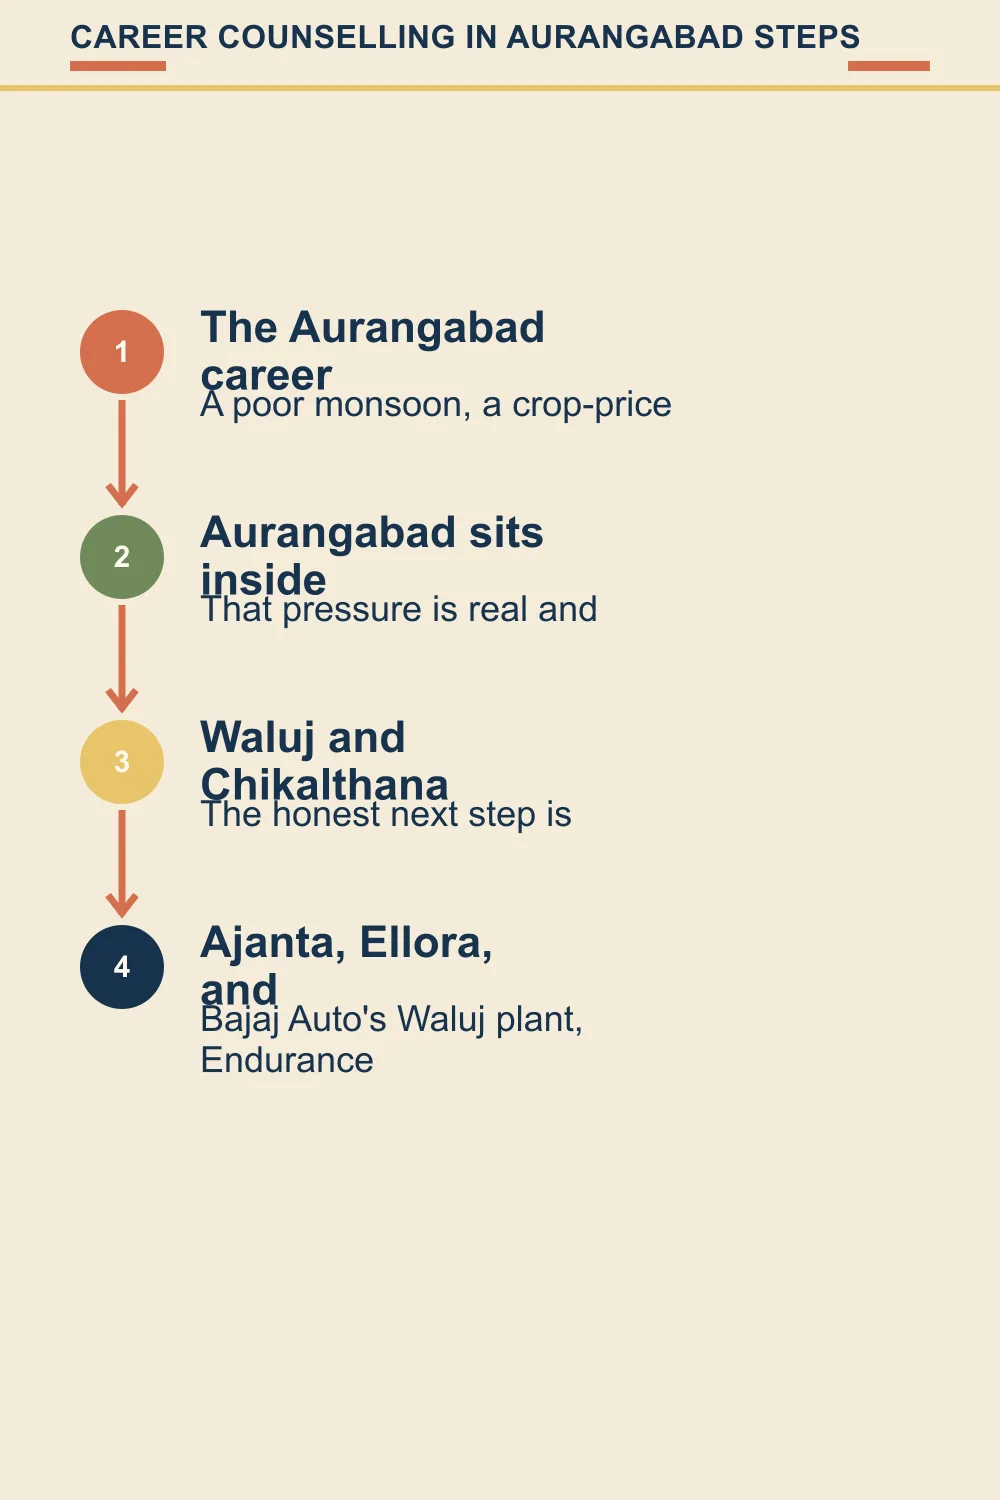 CAREER COUNSELLING IN AURANGABAD STEPS
1
The Aurangabad
career
A poor monsoon, a crop-price
2
Aurangabad sits
inside
That pressure is real and
3
Waluj and
Chikalthana
The honest next step is
4
Ajanta, Ellora,
and
Bajaj Auto's Waluj plant,
Endurance